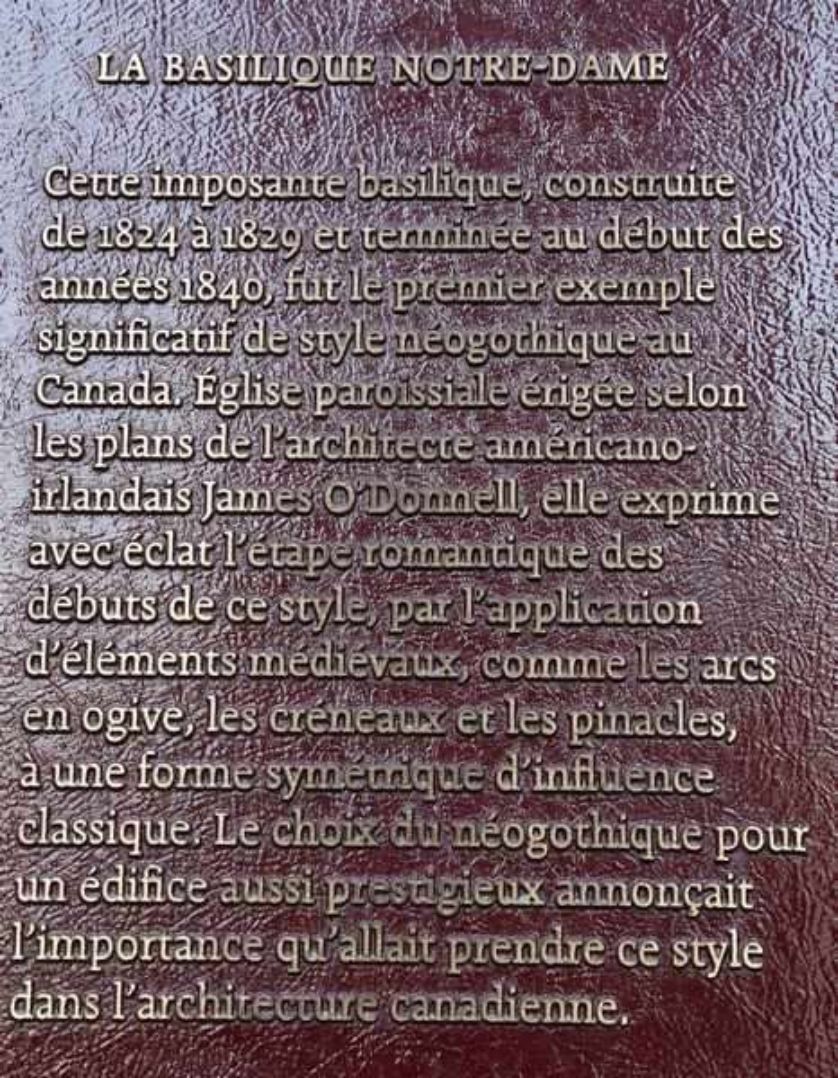 LA BASILIQUE NOTRE-DAME
Cette imposante basilique, construite
de 1824 à 1829 et terminée au début des
années 1840, fut le premier exemple
significatif de style néogothique au
Canada. Église paroissiale érigée selon
les plans de l'architecte américano-
irlandais James O'Donnell, elle exprime
avec éclat l'étape romantique des
débuts de ce style, par l'application
d'éléments médiévaux, comme les arcs
en ogive, les créneaux et les pinacles,
à une forme symétrique d'influence
classique. Le choix du néogothique pour
un édifice aussi prestigieux annonçait
l'importance qu'allait prendre ce style
dans l'architecture canadienne.